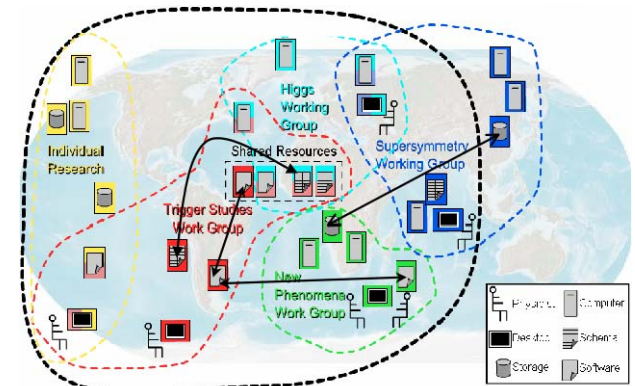 Higgs
Working
Group
Individual
Research
Shared Resources
Supersymmetry
Working Group
Trigger Studies
Work Group
New
Phenomena
Work Group
Computer
Desktop
Schema
Storage
Software